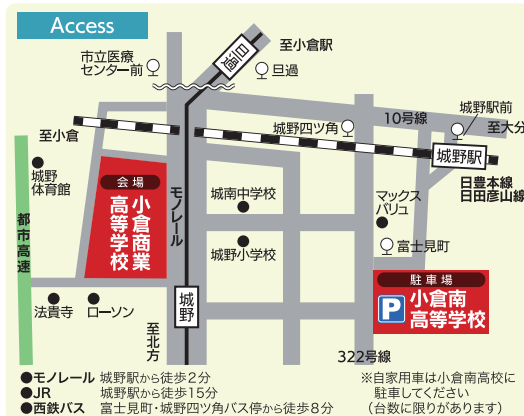 Access
市立医療
センター前
旦過
至小倉駅
旦過
城野駅前
至大分
10号線
城野四ツ角
至小倉
城野駅
日豊本線
日田彦山線
城野
体育館
都市高速
会場
小倉商業
高等学校
モノレール
城南中学校
マックス
バリュ
城野小学校
富士見町
駐車場
P
小倉南
高等学校
城野
法貴寺
ローソン
至北方
322号線
●モノレール 城野駅から徒歩2分
●JR 城野駅から徒歩15分
●西鉄バス 富士見町・城野四ツ角バス停から徒歩8分
※自家用車は小倉南高校に
駐車してください
(台数に限りがあります)